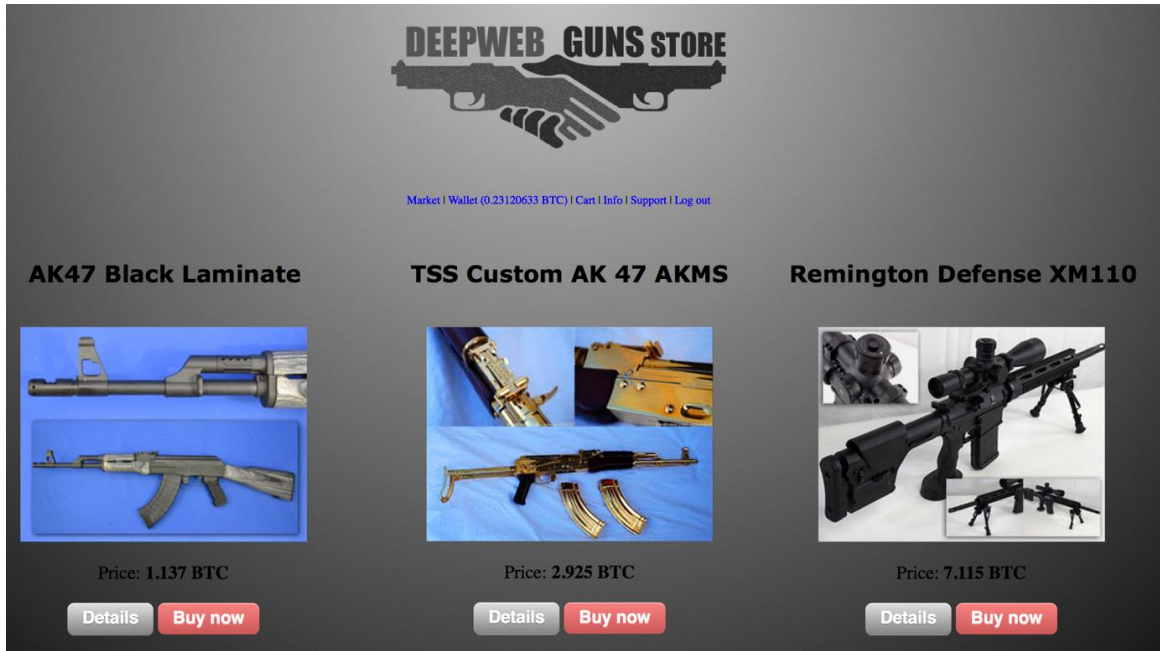 DEEPWEB GUNS STORE
Market | Wallet (0.23120633 BTC) | Cart | Info | Support | Log out
AK47 Black Laminate
TSS Custom AK 47 AKMS
Remington Defense XM110
Price: 1.137 BTC
Price: 2.925 BTC
Price: 7.115 BTC
Details Buy now
Details Buy now
Details Buy now